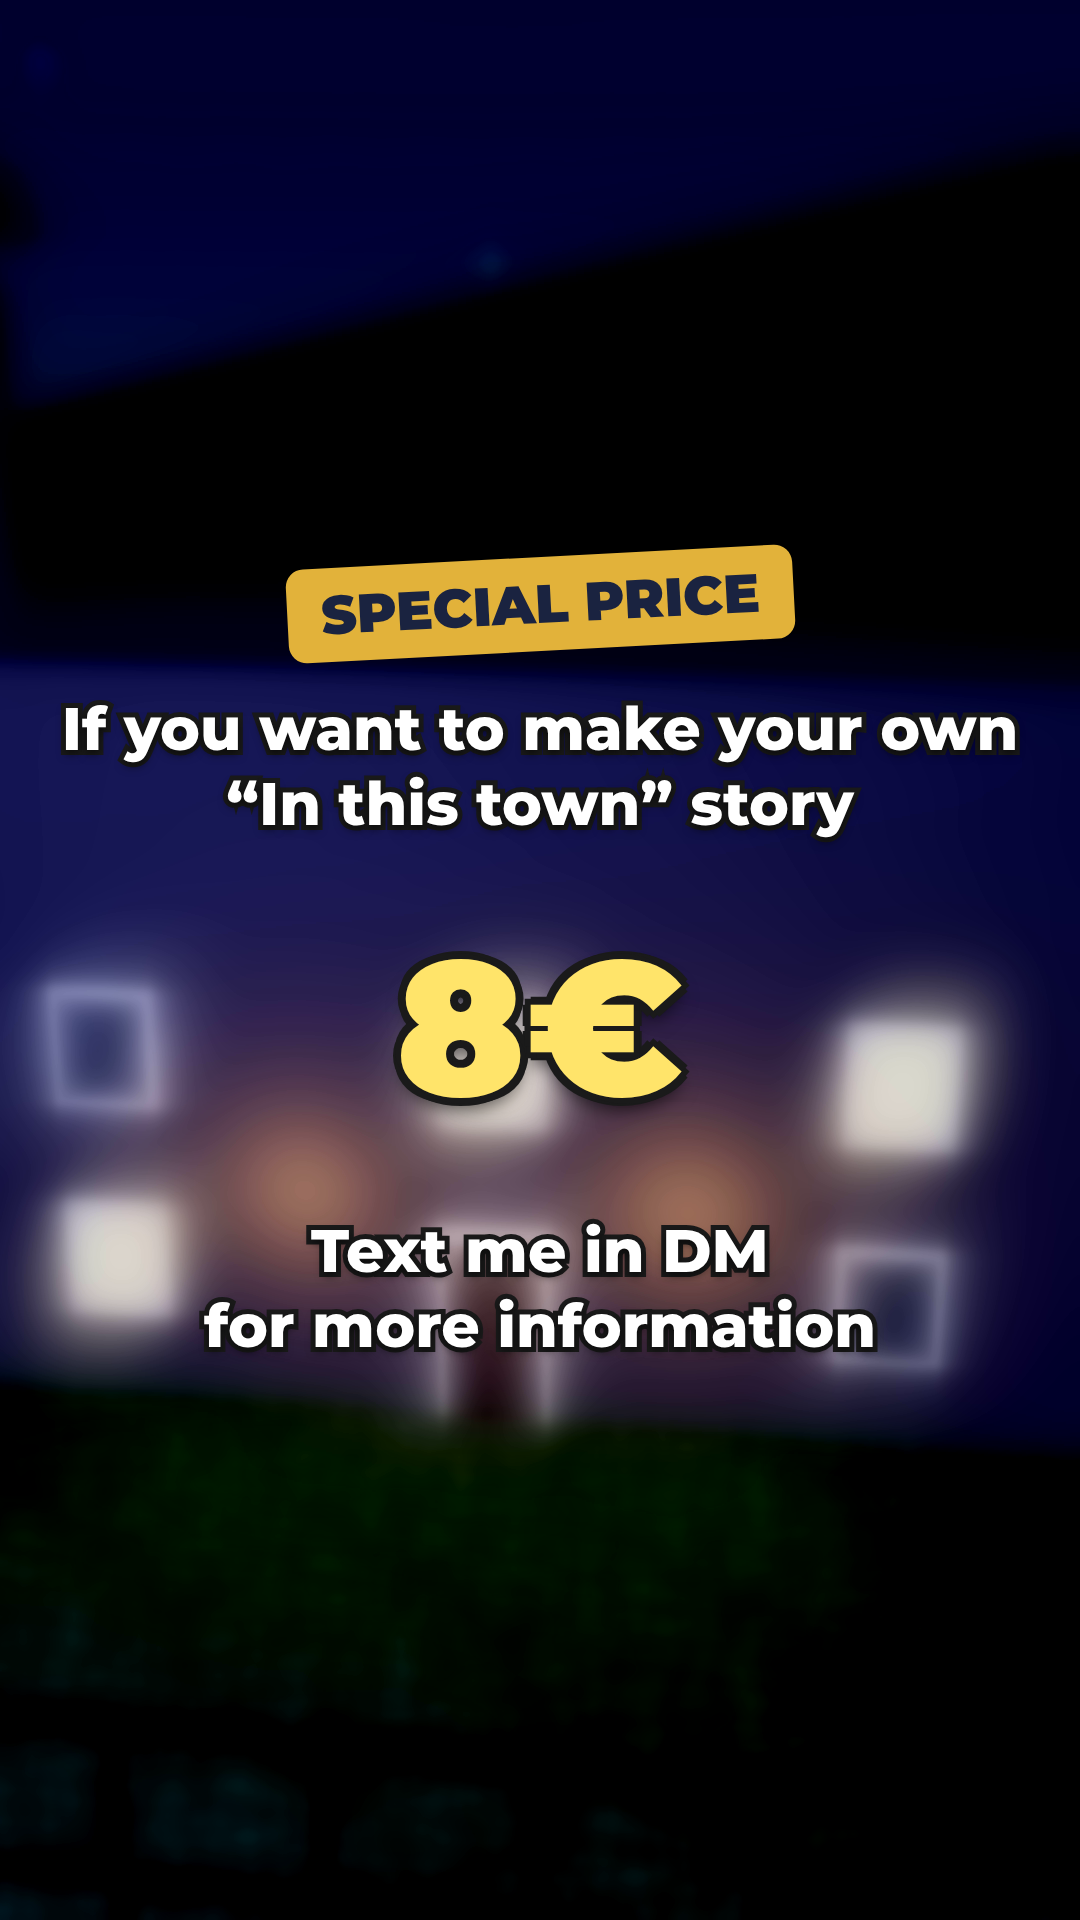 SPECIAL PRICE
If you want to make your own
“In this town” story
8€
Text me in DM
for more information